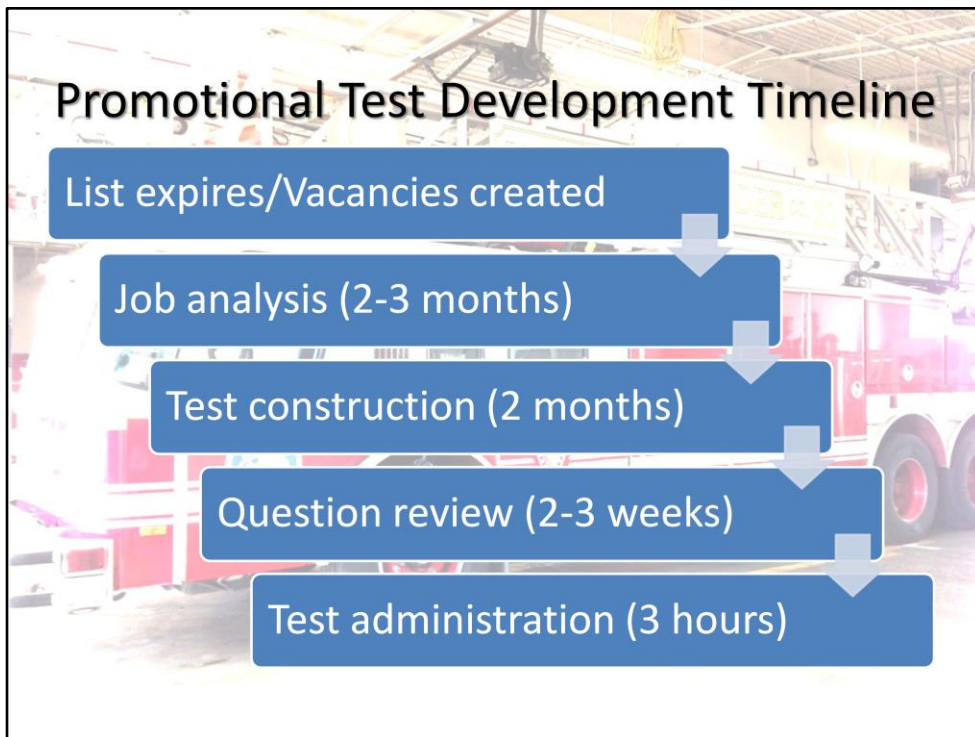 Promotional Test Development Timeline
List expires/Vacancies created
Job analysis (2-3 months)
Test construction (2 months)
Question review (2-3 weeks)
Test administration (3 hours)